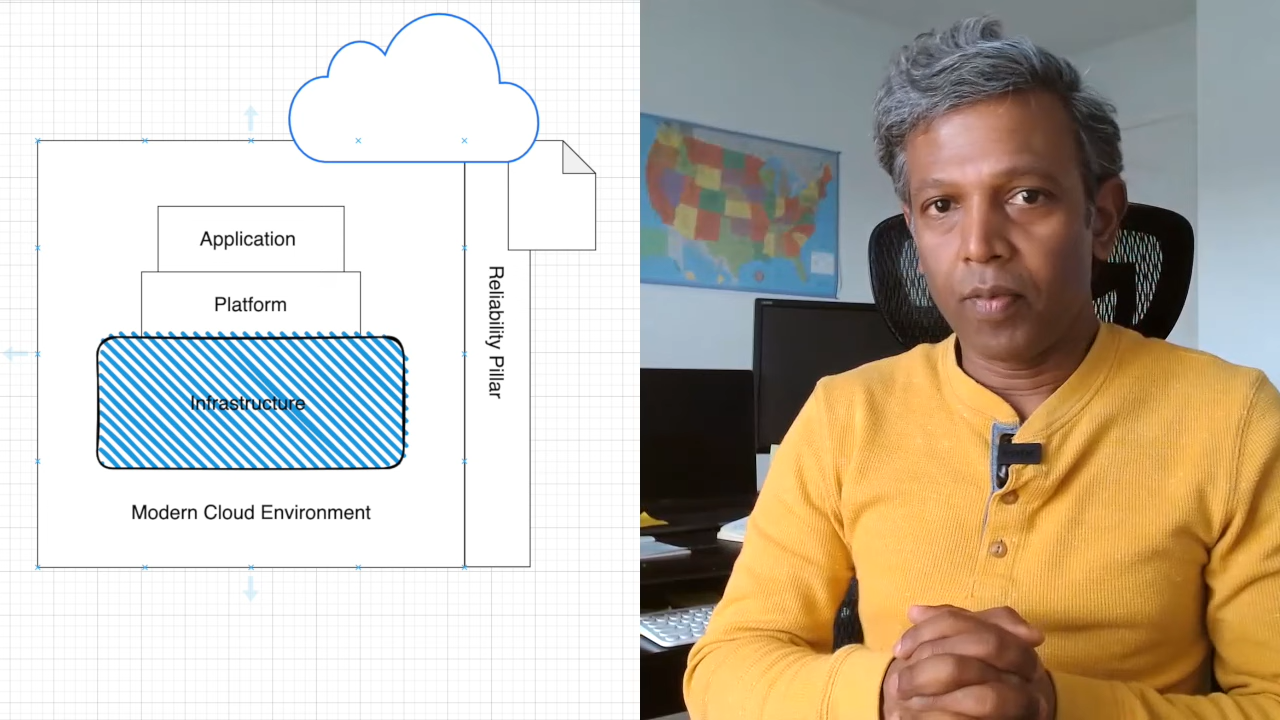 Application
Platform
Infrastructure
Reliability Pillar
Modern Cloud Environment